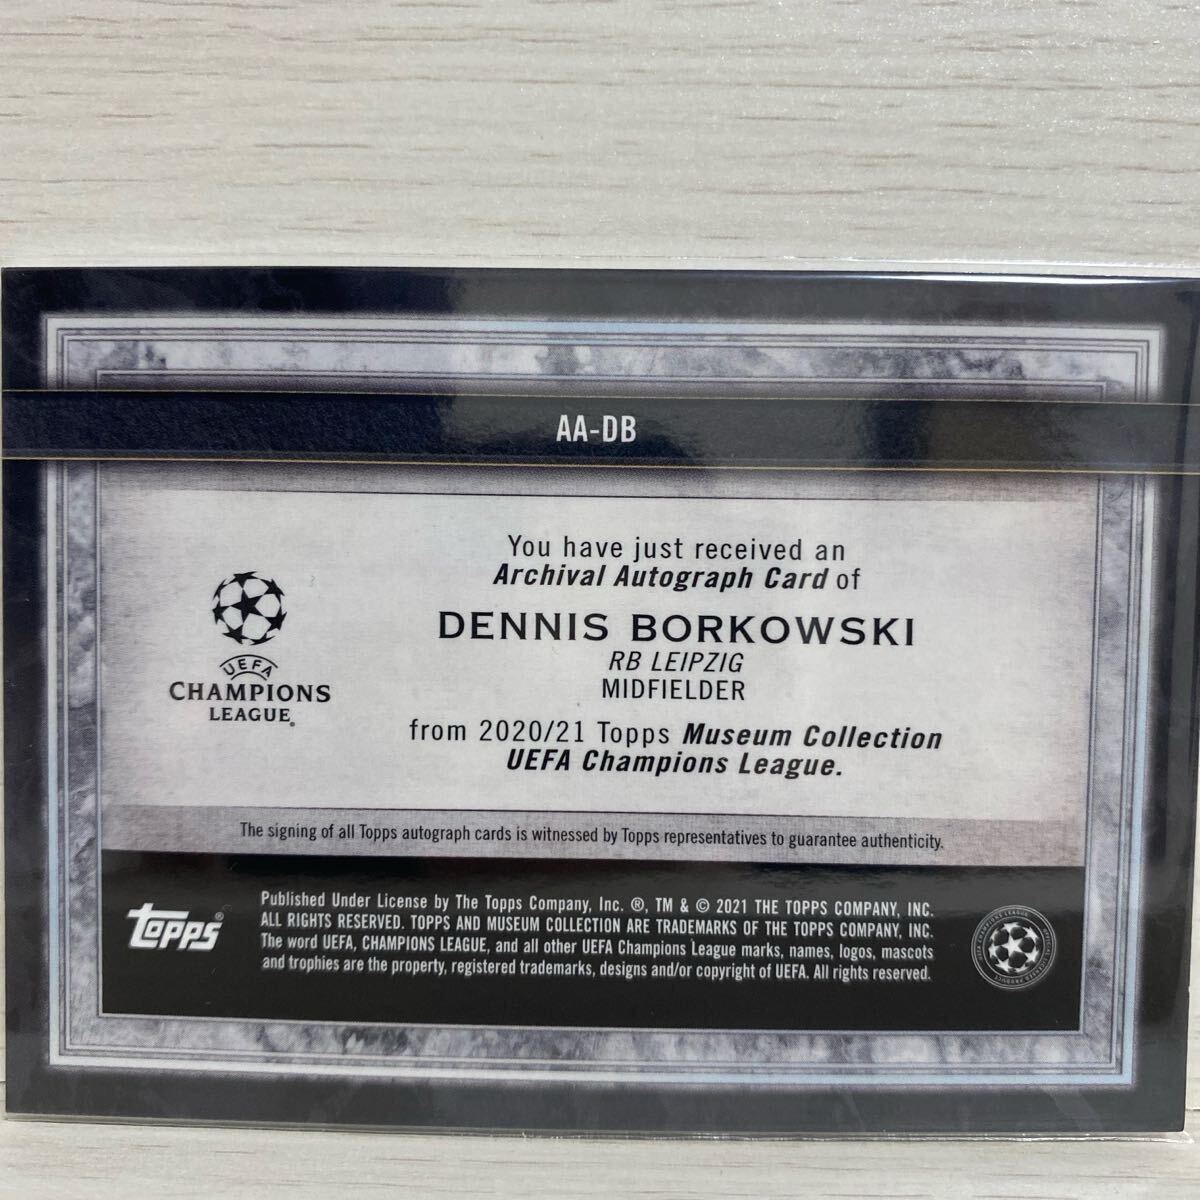 AA-DB
You have just received an
Archival Autograph Card of
DENNIS BORKOWSKI
RB LEIPZIG
MIDFIELDER
from 2020/21 Topps Museum Collection
UEFA Champions League.
UEFA
CHAMPIONS
LEAGUE®
The signing of all Topps autograph cards is witnessed by Topps representatives to guarantee authenticity.
topps®
Published Under License by The Topps Company, Inc. ®, TM & © 2021 THE TOPPS COMPANY, INC.
ALL RIGHTS RESERVED. TOPPS AND MUSEUM COLLECTION ARE TRADEMARKS OF THE TOPPS COMPANY, INC.
The word UEFA, CHAMPIONS LEAGUE, and all other UEFA Champions League marks, names, logos, mascots
and trophies are the property, registered trademarks, designs and/or copyright of UEFA. All rights reserved.